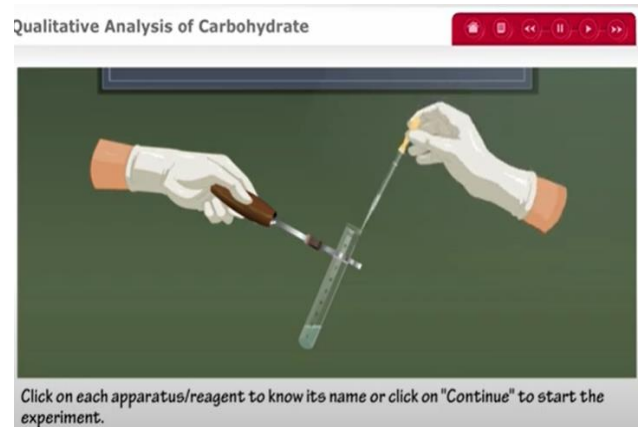 Qualitative Analysis of Carbohydrate
Click on each apparatus/reagent to know its name or click on "Continue" to start the
experiment.